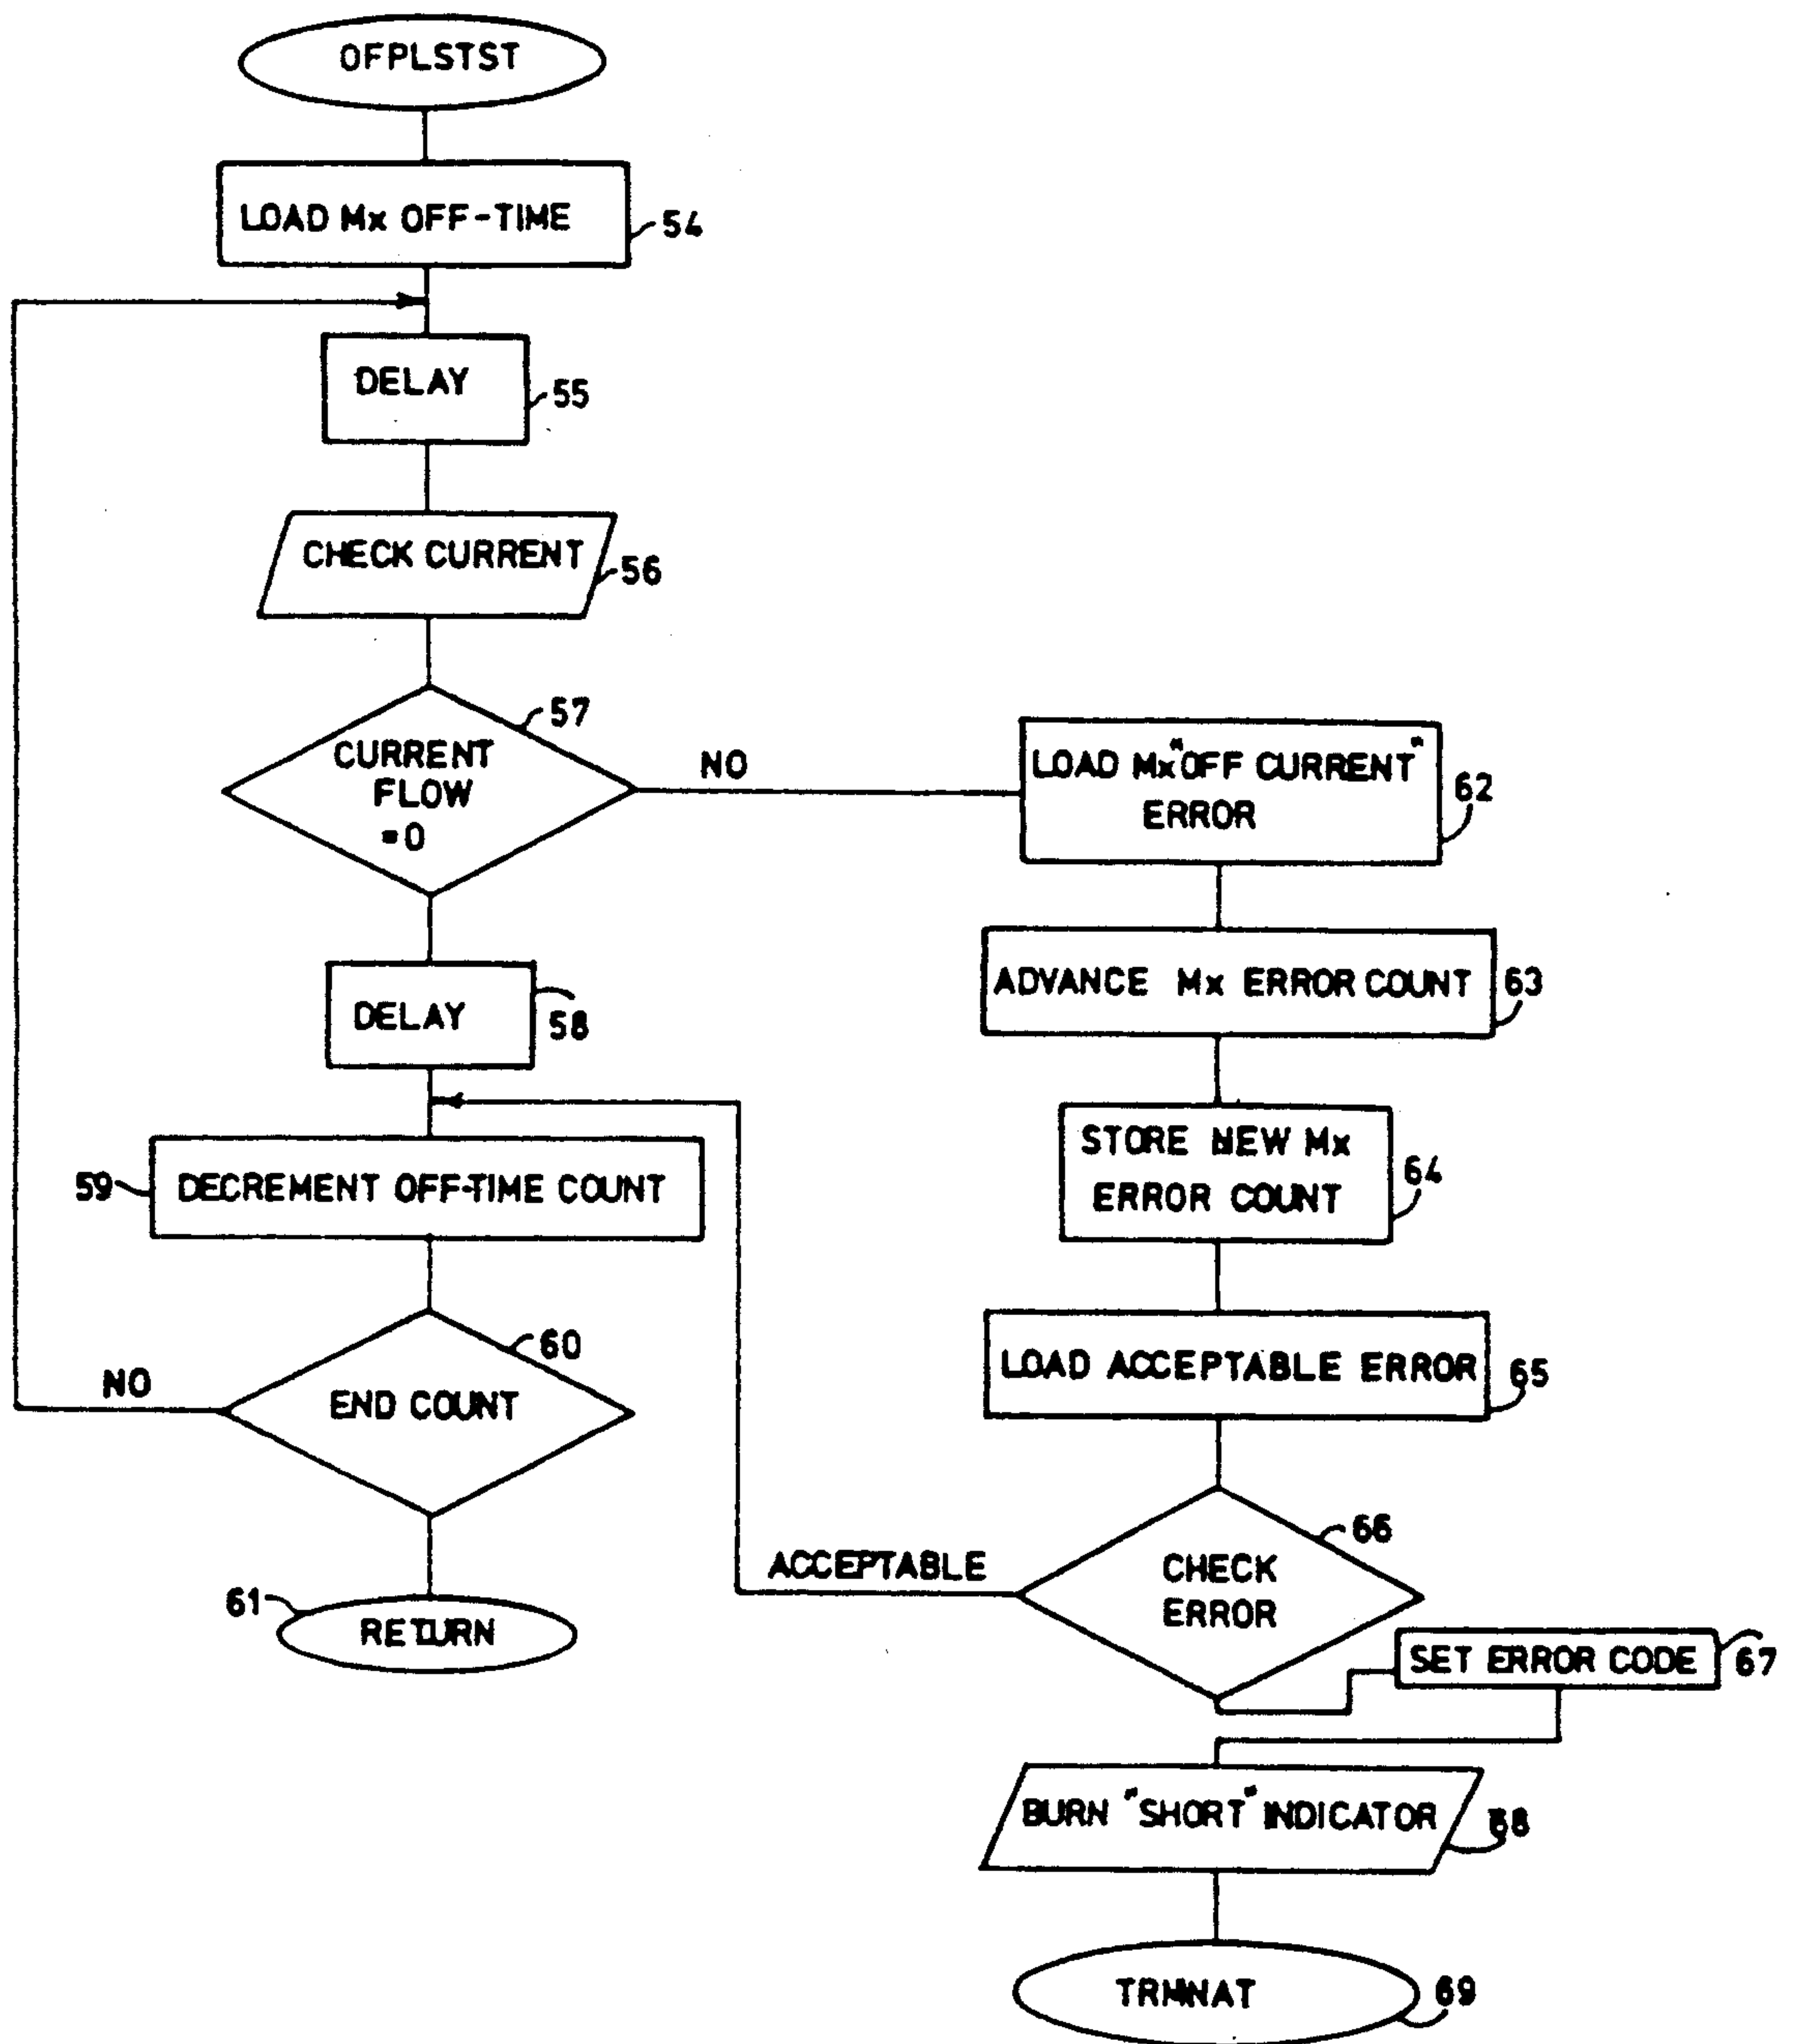 OFPLSTST
LOAD Mx OFF-TIME
54
DELAY
55
CHECK CURRENT
56
57
CURRENT
FLOW
=0
NO
LOAD Mx "OFF CURRENT"
ERROR
62
ADVANCE Mx ERROR COUNT
63
DELAY
58
STORE NEW Mx
ERROR COUNT
64
59
DECREMENT OFF-TIME COUNT
LOAD ACCEPTABLE ERROR
65
60
END COUNT
NO
66
CHECK
ERROR
ACCEPTABLE
61
RETURN
SET ERROR CODE
67
BURN "SHORT" INDICATOR
68
TRMNAT
69